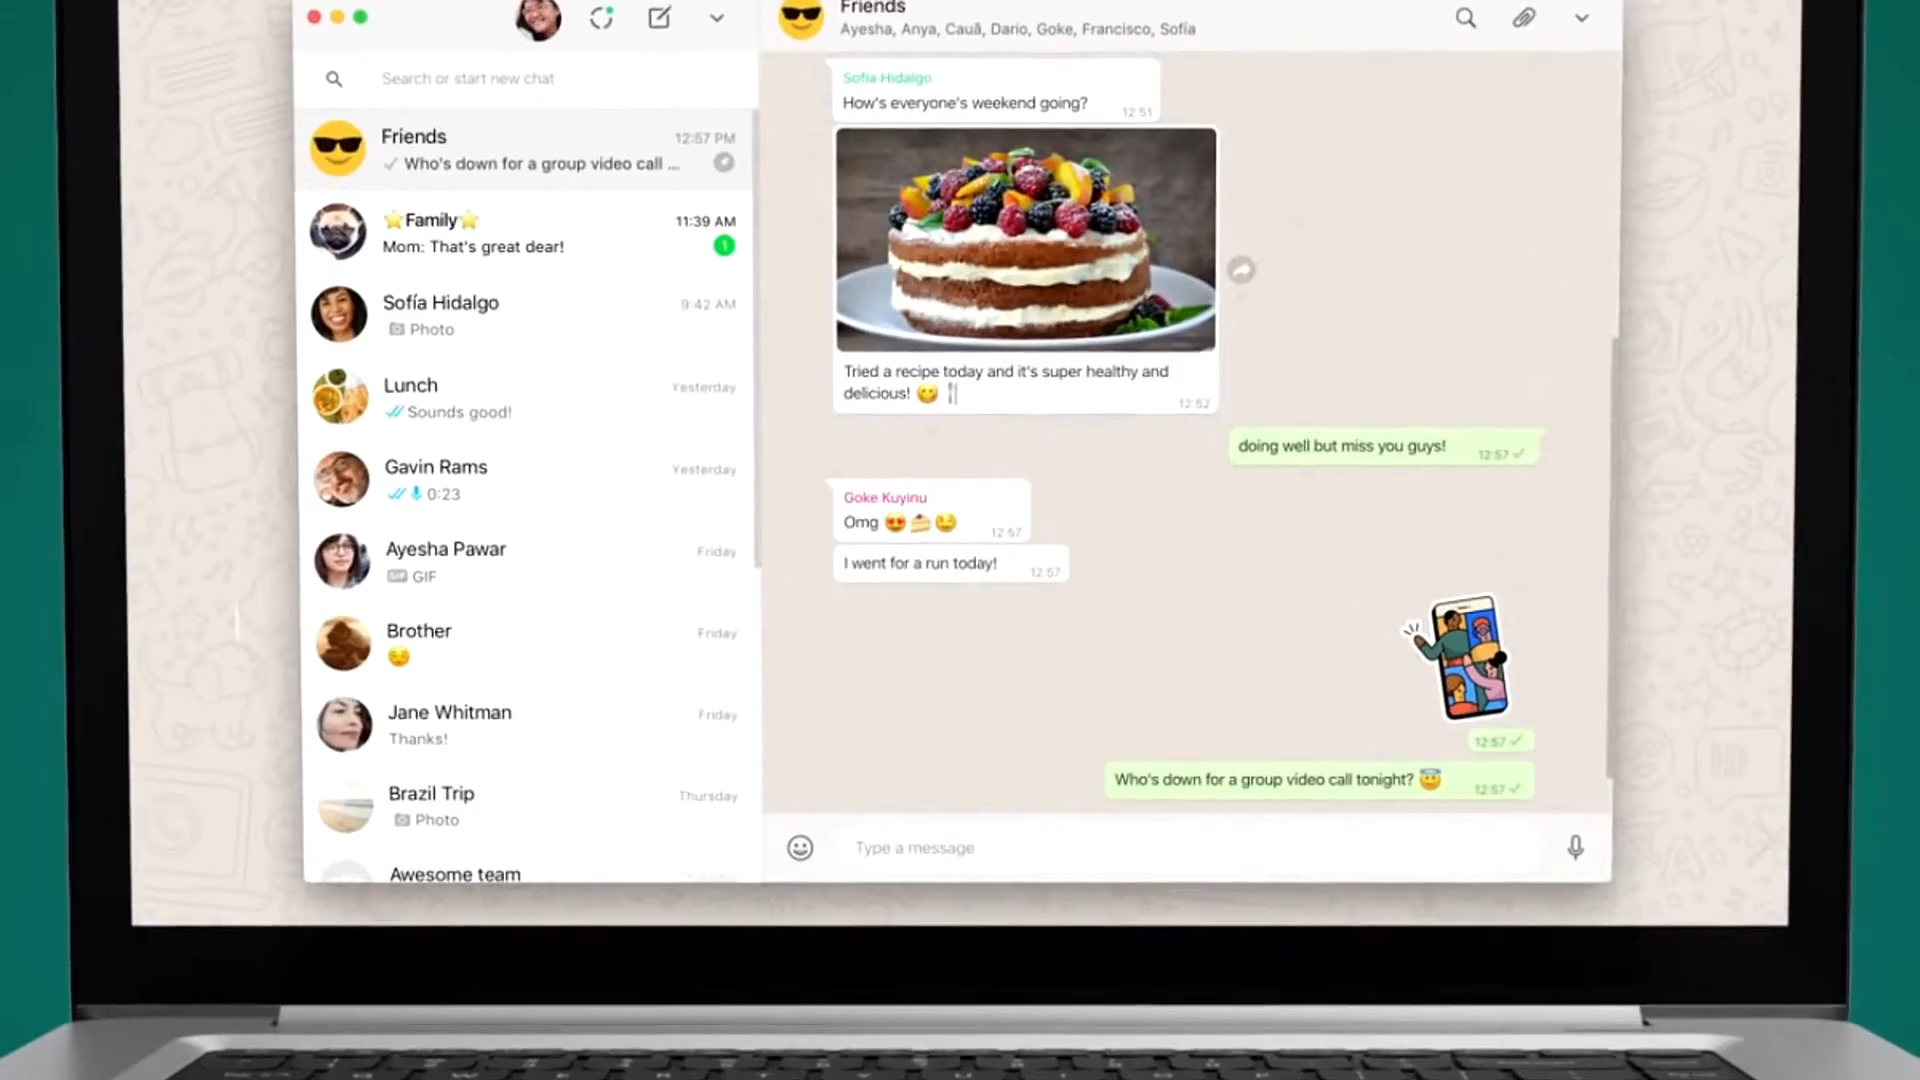 Friends
Ayesha, Anya, Cauã, Dario, Goke, Francisco, Sofía
Search or start new chat
Friends
12:57 PM
Who's down for a group video call ...
⭐Family⭐
11:39 AM
Mom: That's great dear!
1
Sofía Hidalgo
9:42 AM
Photo
Lunch
Yesterday
Sounds good!
Gavin Rams
Yesterday
0:23
Ayesha Pawar
Friday
GIF GIF
Brother
Friday
😊
Jane Whitman
Friday
Thanks!
Brazil Trip
Thursday
Photo
Awesome team
Sofía Hidalgo
How's everyone's weekend going?
12:51
Tried a recipe today and it's super healthy and
delicious! 😋 🍴
12:52
doing well but miss you guys!
12:57
Goke Kuyinu
Omg 😍🍰😋
12:57
I went for a run today!
12:57
12:57
Who's down for a group video call tonight? 😇
12:57
Type a message